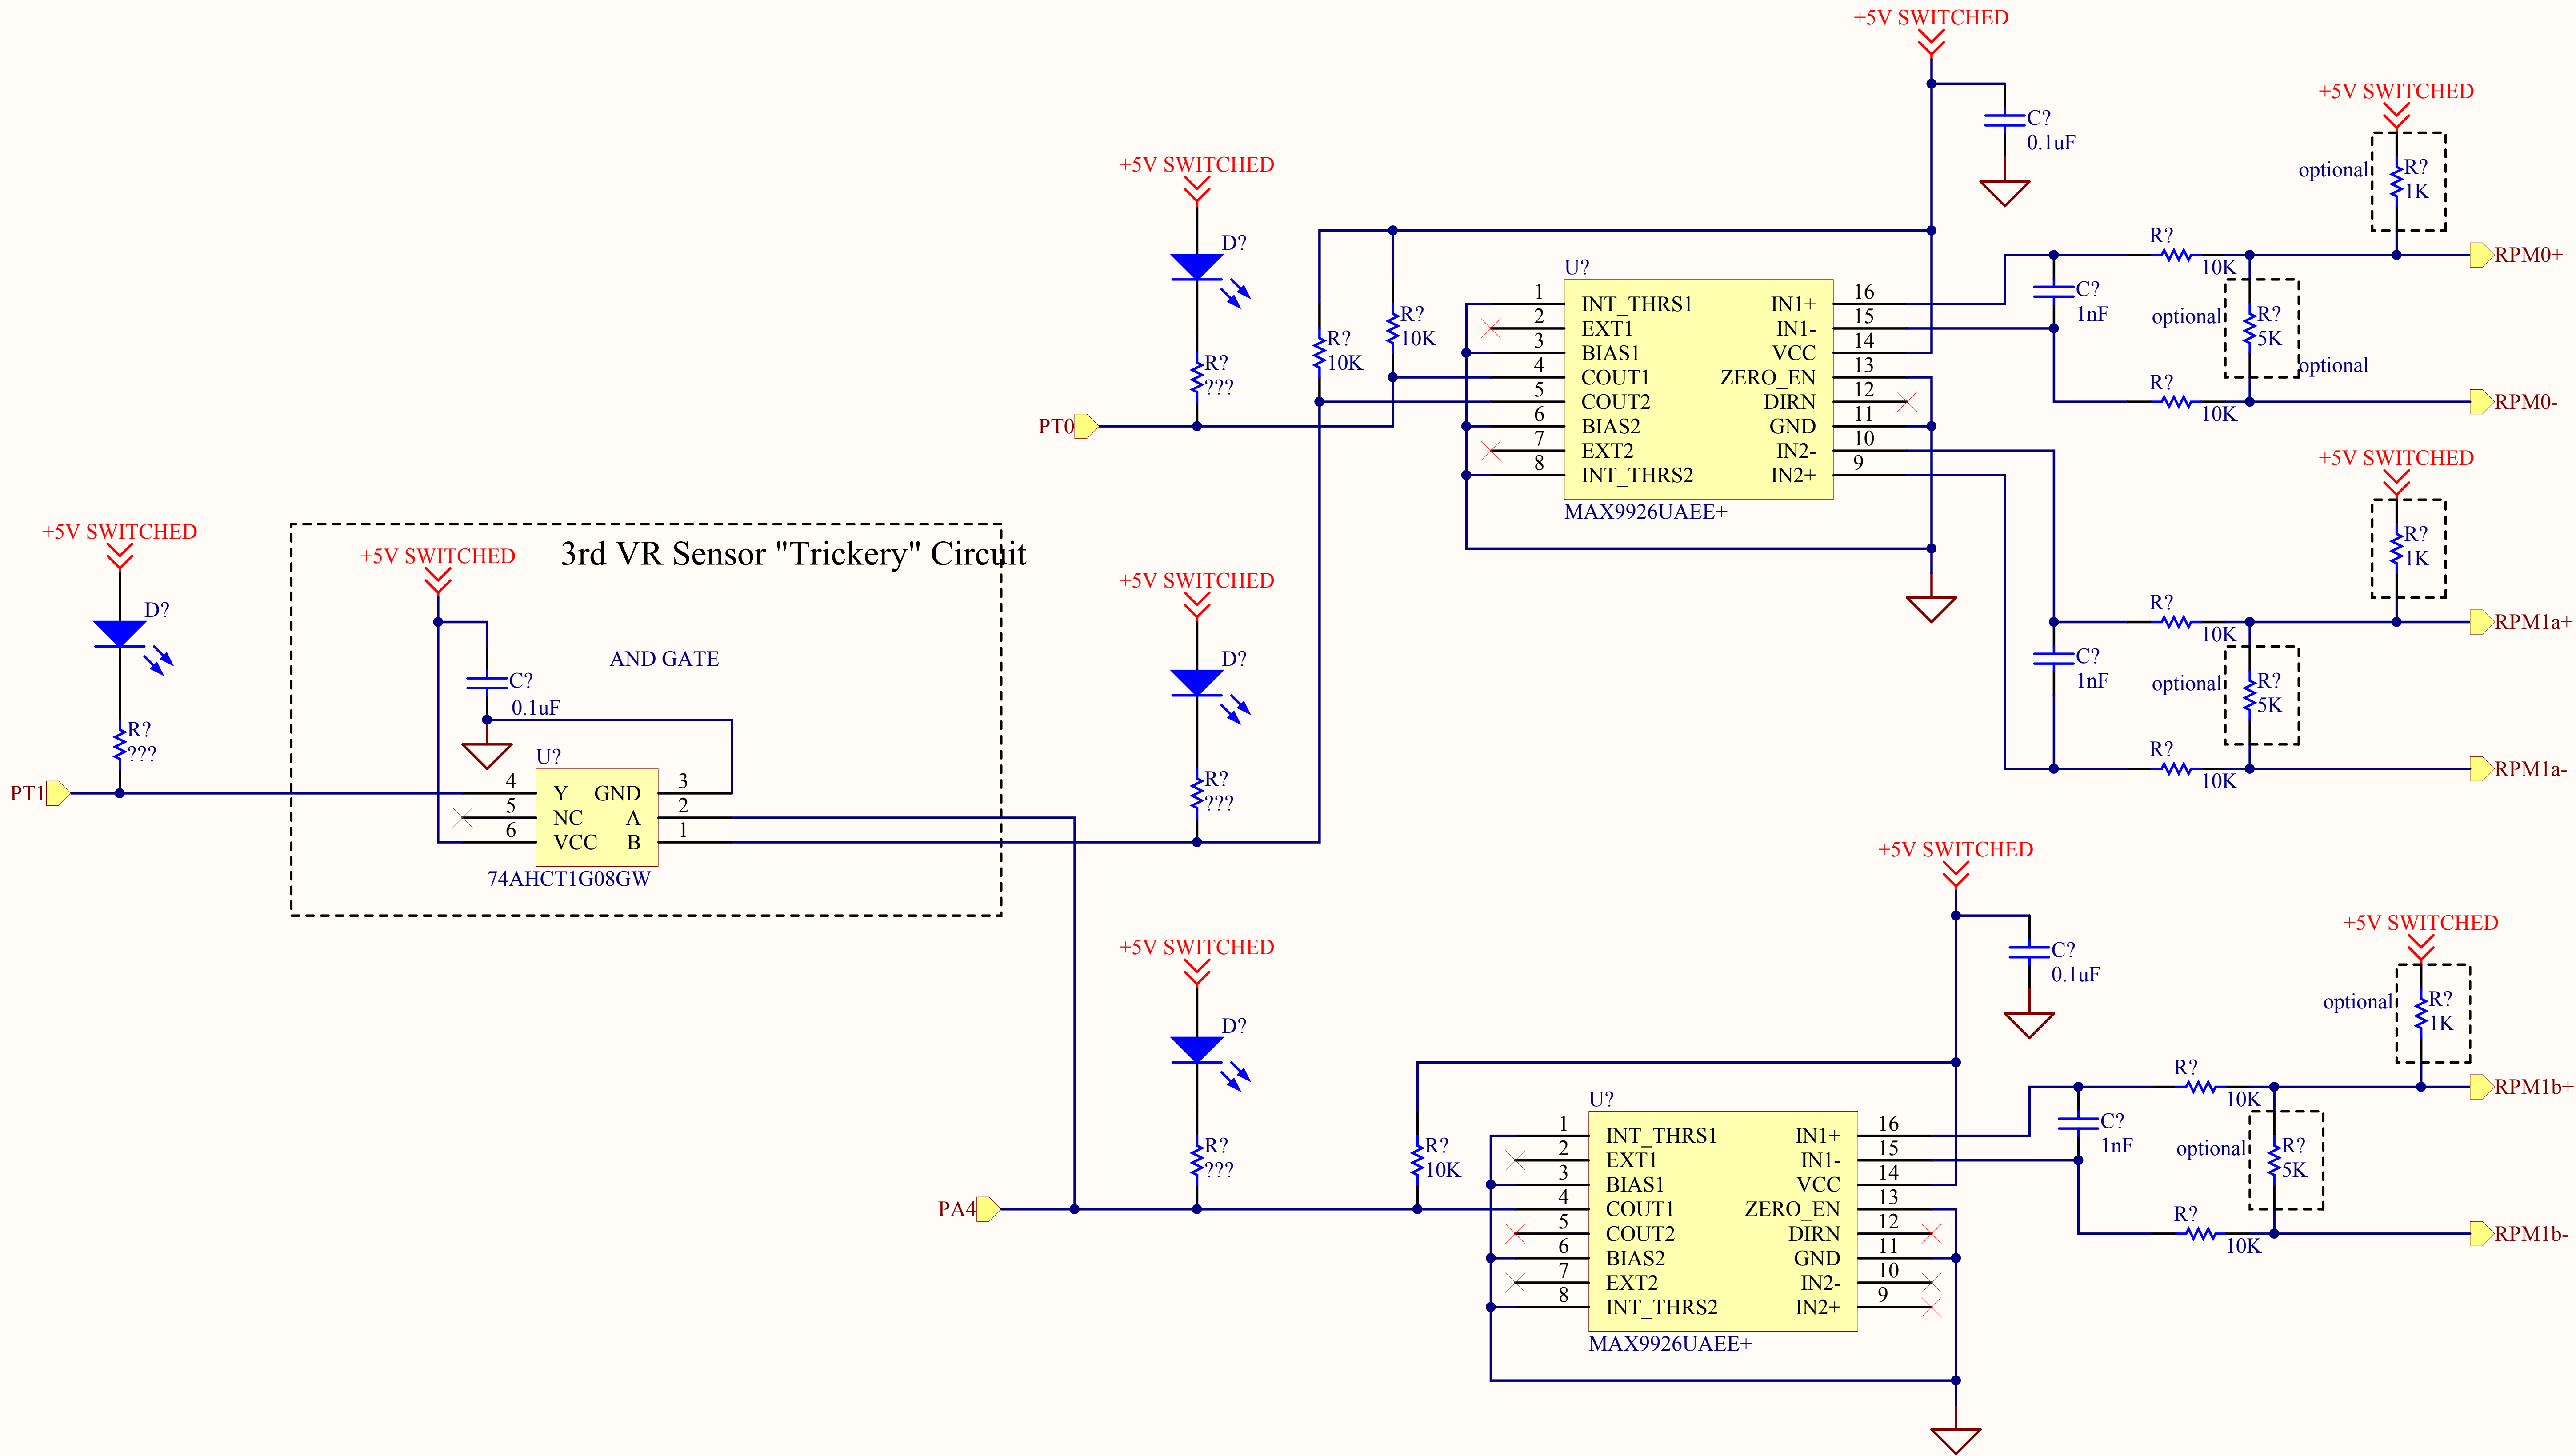 +5V SWITCHED
C?
0.1uF
+5V SWITCHED
optional
R?
1K
+5V SWITCHED
D?
R?
???
PT0
R?
10K
R?
10K
U?
1 INT_THRS1 IN1+ 16
2 EXT1 IN1- 15
3 BIAS1 VCC 14
4 COUT1 ZERO_EN 13
5 COUT2 DIRN 12
6 BIAS2 GND 11
7 EXT2 IN2- 10
8 INT_THRS2 IN2+ 9
MAX9926UAEE+
R?
10K
RPM0+
C?
1nF
optional
R?
5K
optional
R?
10K
RPM0-
+5V SWITCHED
R?
1K
R?
10K
RPM1a+
C?
1nF
optional
R?
5K
R?
10K
RPM1a-
+5V SWITCHED
D?
R?
???
PT1
3rd VR Sensor "Trickery" Circuit
+5V SWITCHED
AND GATE
C?
0.1uF
U?
4 Y GND 3
5 NC A 2
6 VCC B 1
74AHCT1G08GW
+5V SWITCHED
D?
R?
???
+5V SWITCHED
C?
0.1uF
+5V SWITCHED
optional
R?
1K
+5V SWITCHED
D?
R?
???
PA4
R?
10K
U?
1 INT_THRS1 IN1+ 16
2 EXT1 IN1- 15
3 BIAS1 VCC 14
4 COUT1 ZERO_EN 13
5 COUT2 DIRN 12
6 BIAS2 GND 11
7 EXT2 IN2- 10
8 INT_THRS2 IN2+ 9
MAX9926UAEE+
R?
10K
RPM1b+
C?
1nF
optional
R?
5K
R?
10K
RPM1b-